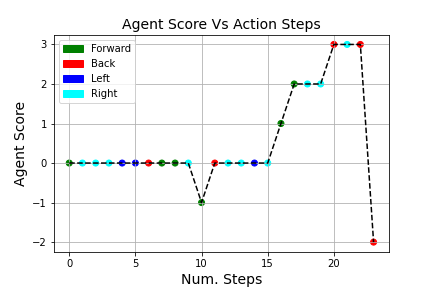 Agent Score Vs Action Steps
Forward
Back
Left
Right
3
2
1
0
−1
−2
Agent Score
0 5 10 15 20
Num. Steps